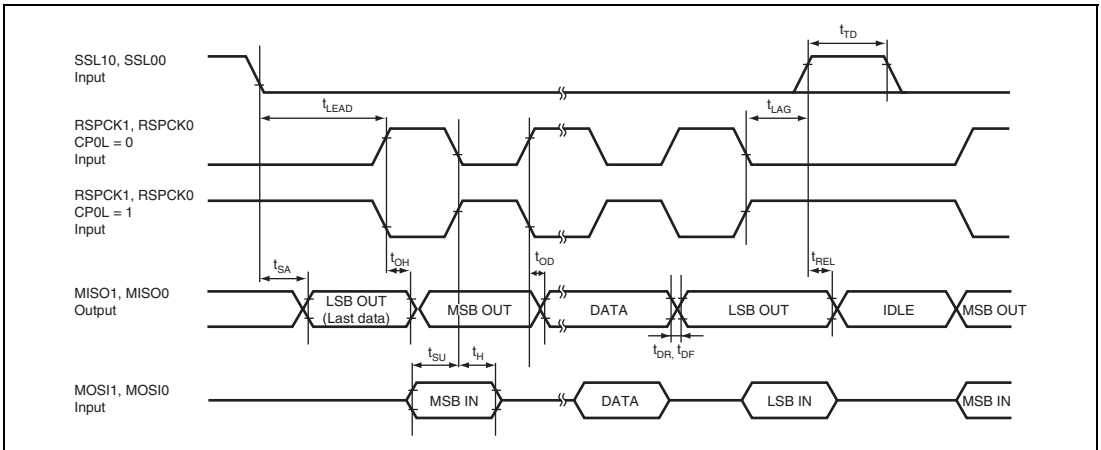 SSL10, SSL00
Input
tTD
tLEAD
tLAG
RSPCK1, RSPCK0
CP0L = 0
Input
RSPCK1, RSPCK0
CP0L = 1
Input
tSA
tOH
tOD
tREL
MISO1, MISO0
Output
LSB OUT
(Last data)
MSB OUT
DATA
LSB OUT
IDLE
MSB OUT
tSU
tH
tDR, tDF
MOSI1, MOSI0
Input
MSB IN
DATA
LSB IN
MSB IN